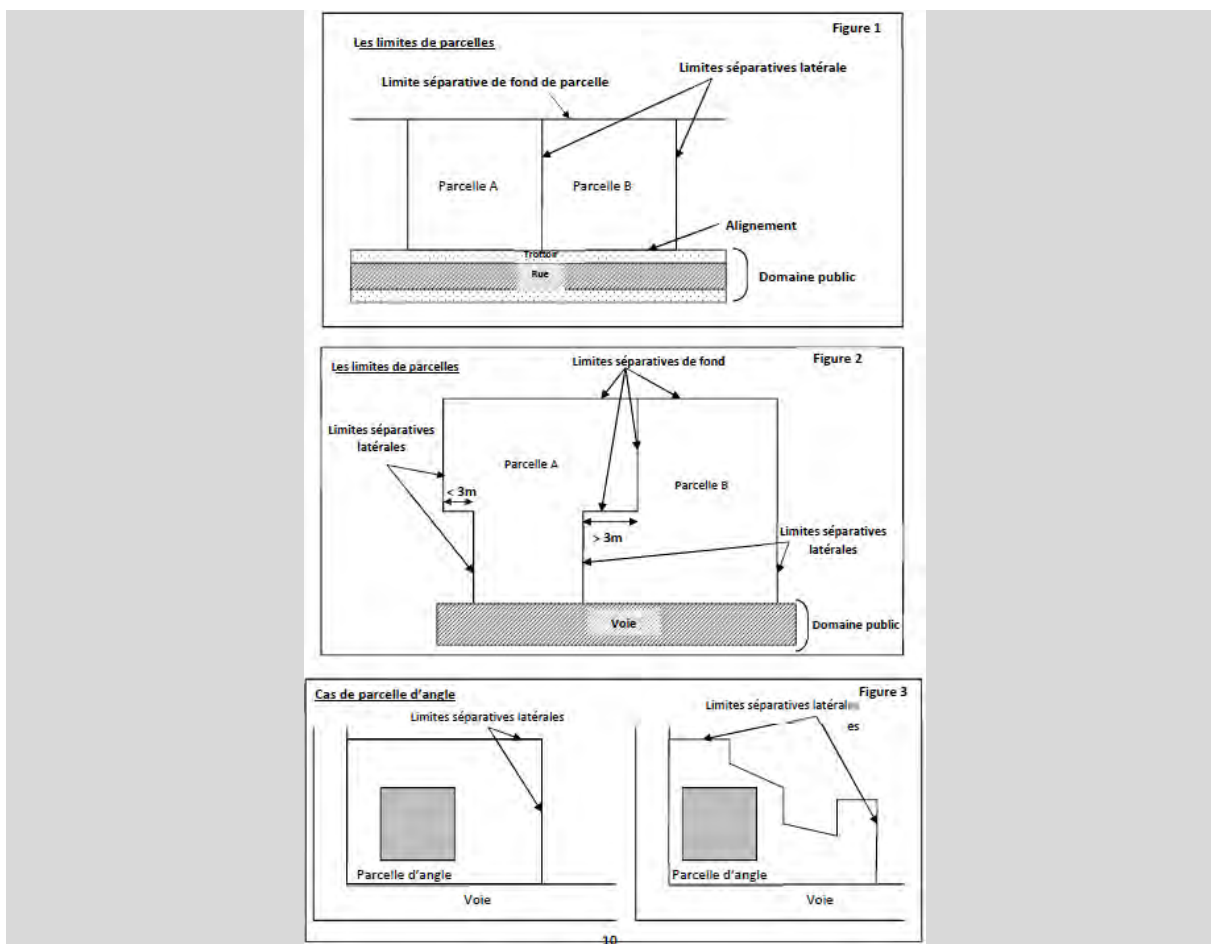 Figure 1
Les limites de parcelles
Limites séparatives latérale
Limite séparative de fond de parcelle
Parcelle A
Parcelle B
Alignement
Trottoir
Rue
Domaine public
Figure 2
Limites séparatives de fond
Les limites de parcelles
Limites séparatives
latérales
Parcelle A
Parcelle B
< 3m
> 3m
Limites séparatives
latérales
Voie
Domaine public
Figure 3
Cas de parcelle d'angle
Limites séparatives latérales
Limites séparatives latérales
es
Parcelle d'angle
Voie
Parcelle d'angle
Voie
10